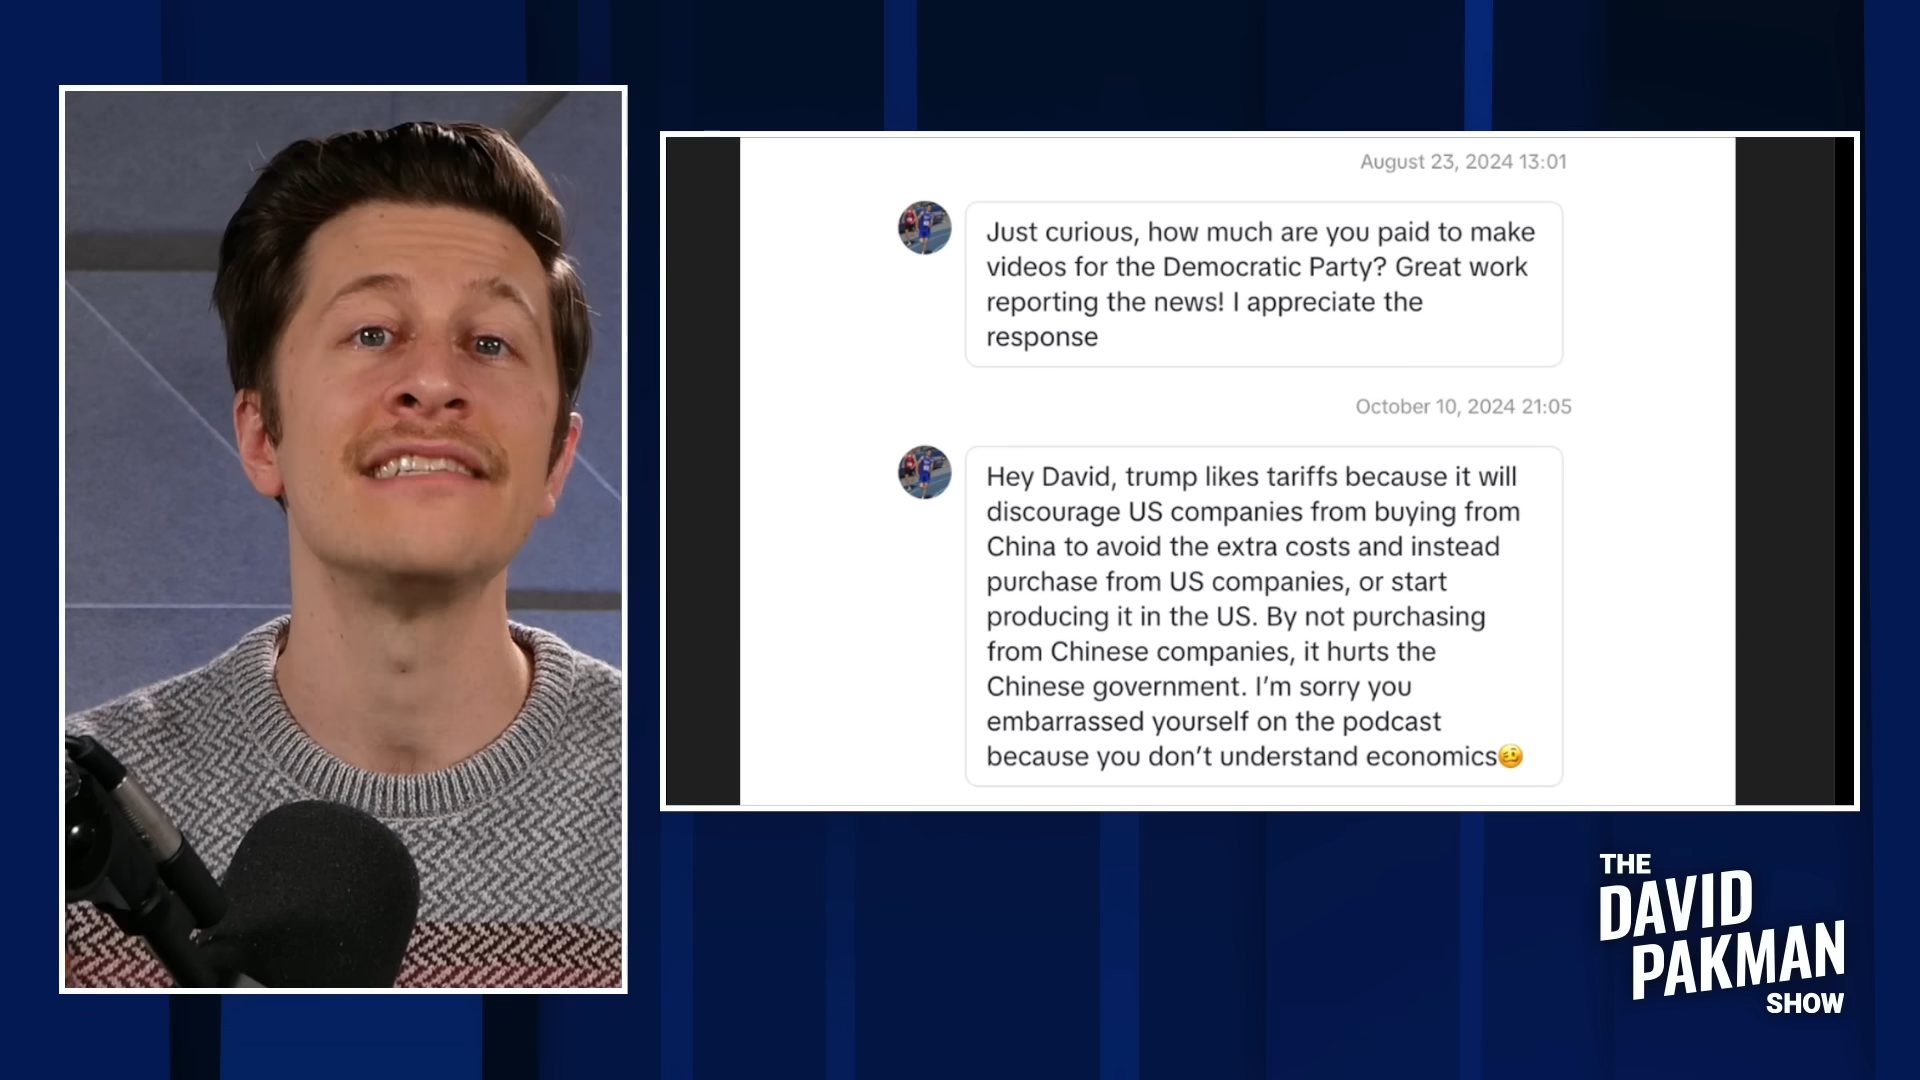 August 23, 2024 13:01
Just curious, how much are you paid to make
videos for the Democratic Party? Great work
reporting the news! I appreciate the
response
October 10, 2024 21:05
Hey David, trump likes tariffs because it will
discourage US companies from buying from
China to avoid the extra costs and instead
purchase from US companies, or start
producing it in the US. By not purchasing
from Chinese companies, it hurts the
Chinese government. I’m sorry you
embarrassed yourself on the podcast
because you don’t understand economics🥴
THE
DAVID
PAKMAN
SHOW